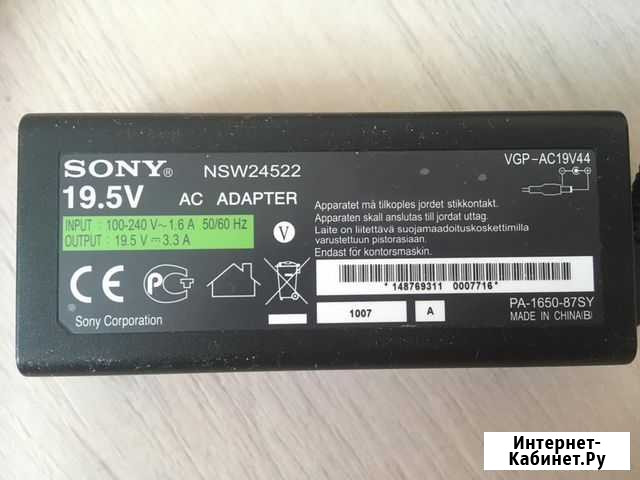 SONY® NSW24522 VGP-AC19V44
19.5V AC ADAPTER
INPUT : 100-240 V~1.6 A 50/60 Hz
OUTPUT : 19.5 V⎓3.3 A
V
Apparatet må tilkoples jordet stikkontakt.
Apparaten skall anslutas till jordat uttag.
Laite on liitettävä suojamaadoituskoskettimilla
varustettuun pistorasiaan.
Endast för kontorsmaskin.
CE
* 148769311 0007716 *
Sony Corporation
1007
A
PA-1650-87SY
MADE IN CHINA(B)
Интернет-
Кабинет.Ру